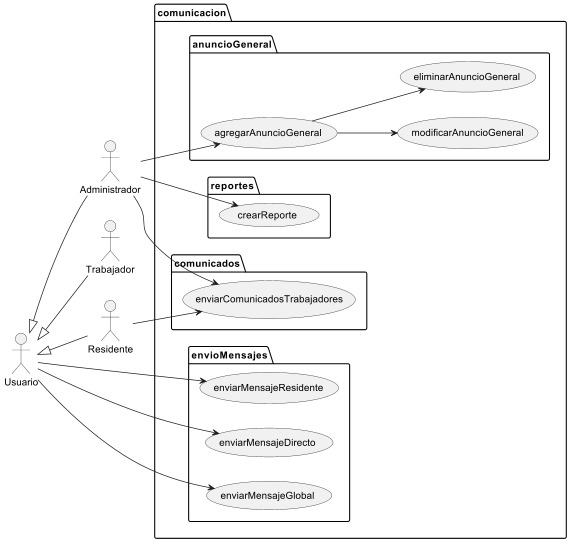 comunicacion
anuncioGeneral
eliminarAnuncioGeneral
agregarAnuncioGeneral
modificarAnuncioGeneral
Administrador
reportes
crearReporte
Trabajador
comunicados
enviarComunicadosTrabajadores
Residente
Usuario
envioMensajes
enviarMensajeResidente
enviarMensajeDirecto
enviarMensajeGlobal